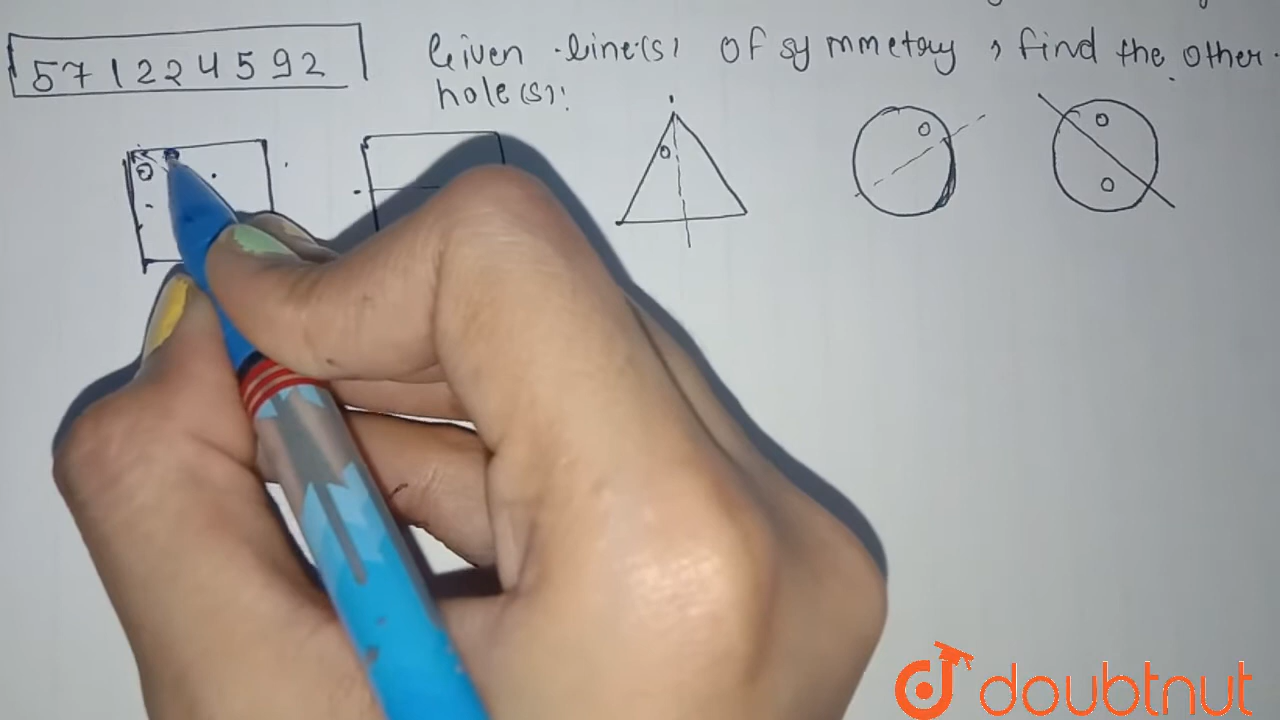 571224592
Given line(s) of symmetry, find the other
hole(s):
doubtnut